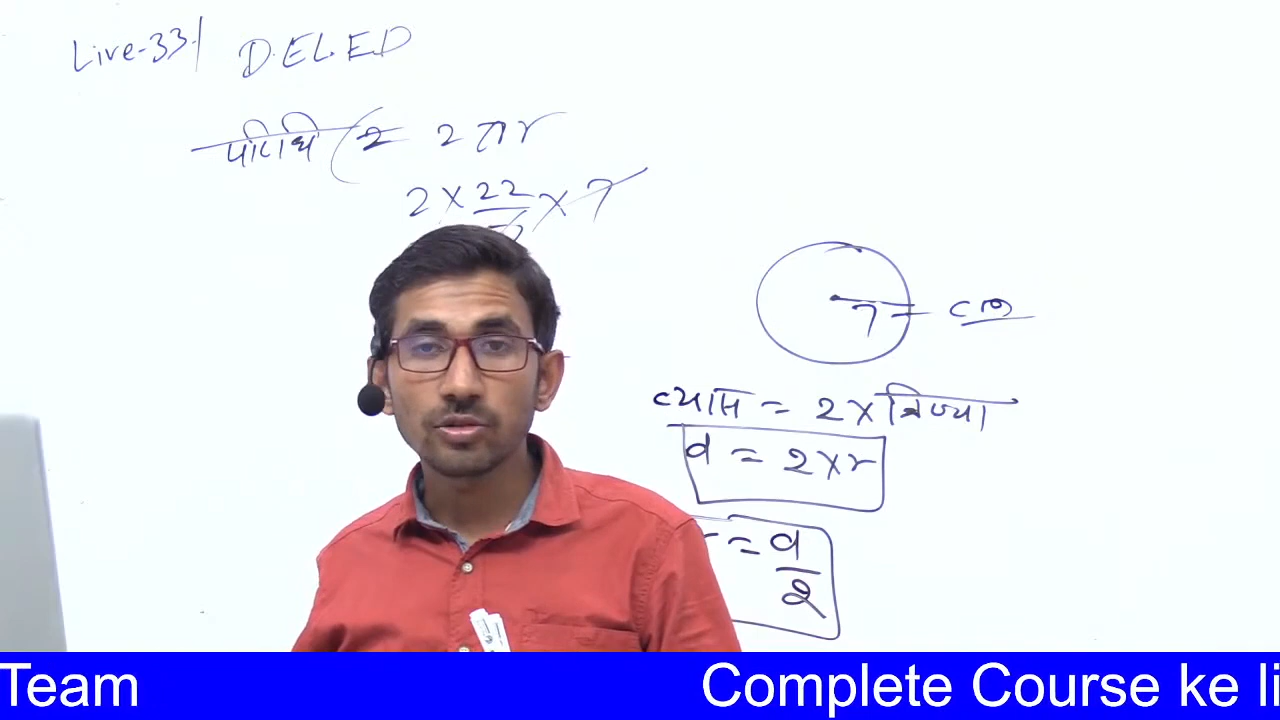 Live-33 D.EL.ED
परिधि = 2πr
2 × 22/7 × 7
7 cm
व्यास = 2 × त्रिज्या
d = 2×r
= d/2
Team Complete Course ke li